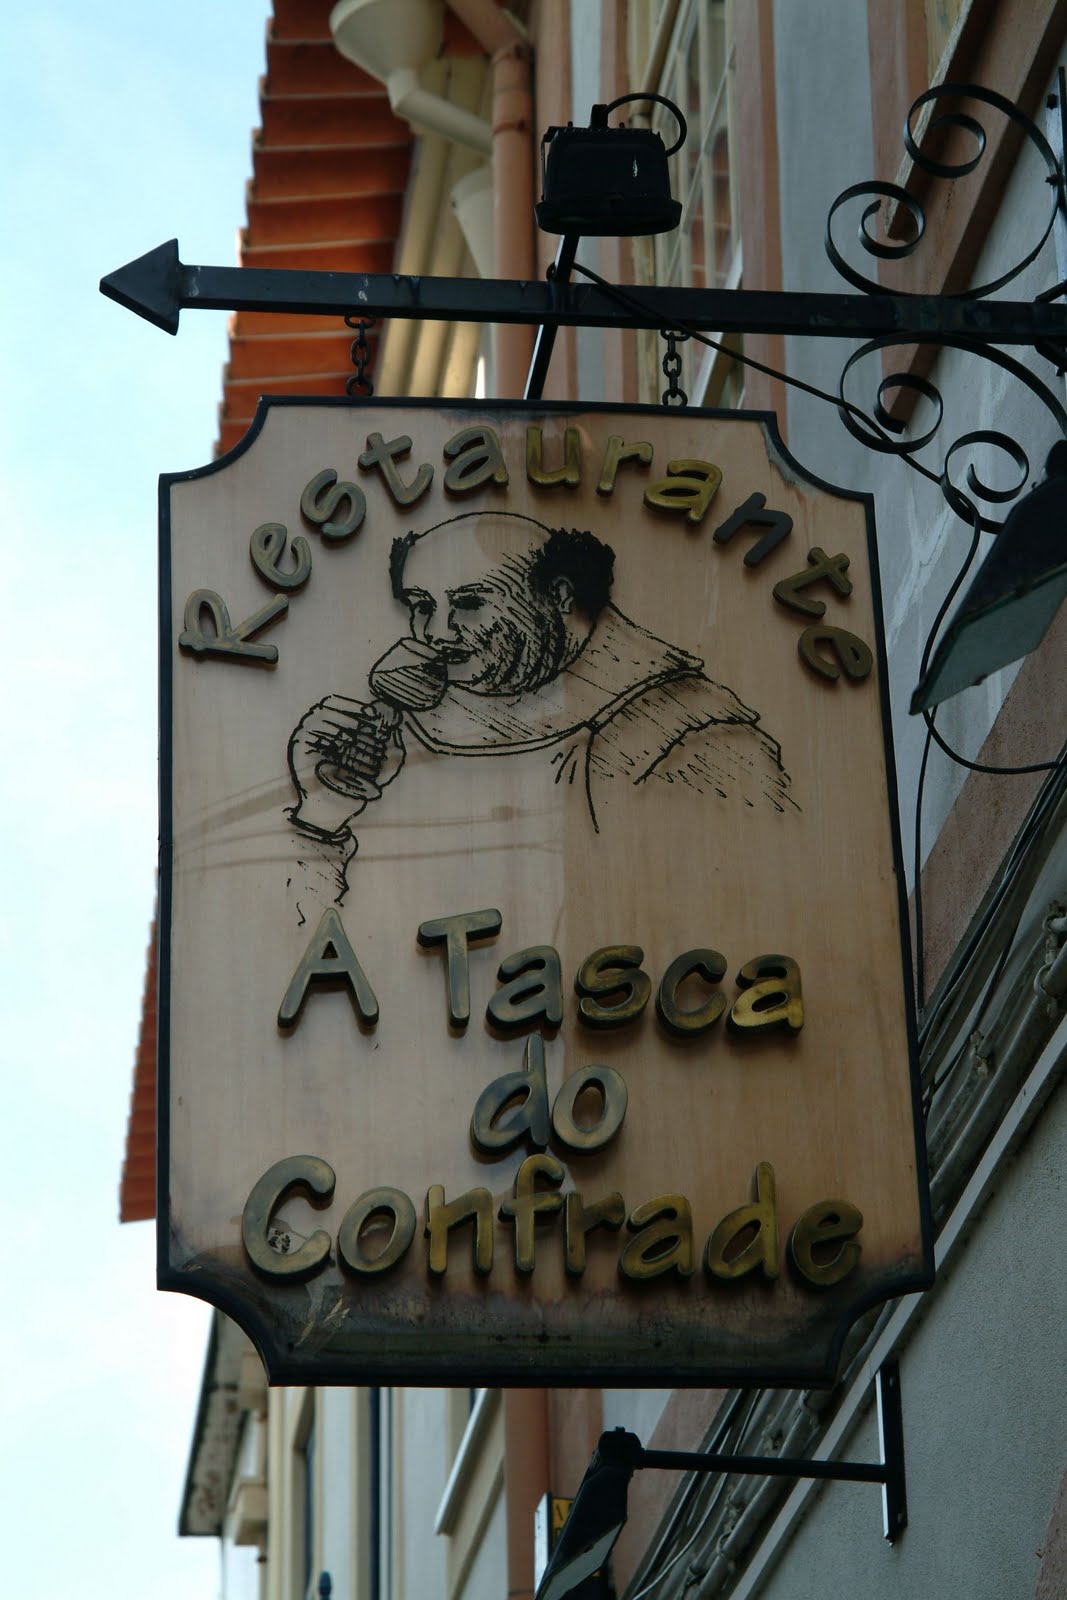 Restaurante
A Tasca
do
Confrade